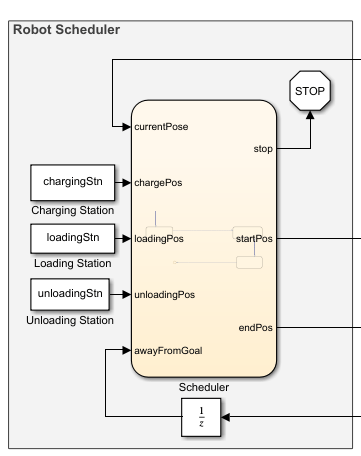 Robot Scheduler
STOP
currentPose
stop
chargingStn
chargePos
Charging Station
loadingStn
loadingPos
startPos
Loading Station
unloadingStn
unloadingPos
Unloading Station
endPos
awayFromGoal
Scheduler
1
z